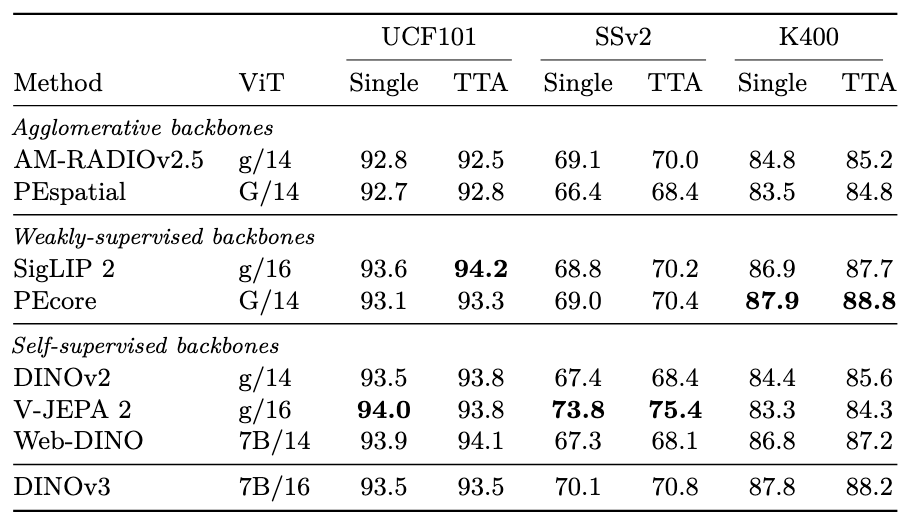 UCF101 SSv2 K400
Method ViT Single TTA Single TTA Single TTA
Agglomerative backbones
AM-RADIOv2.5 g/14 92.8 92.5 69.1 70.0 84.8 85.2
PEspatial G/14 92.7 92.8 66.4 68.4 83.5 84.8
Weakly-supervised backbones
SigLIP 2 g/16 93.6 94.2 68.8 70.2 86.9 87.7
PEcore G/14 93.1 93.3 69.0 70.4 87.9 88.8
Self-supervised backbones
DINOv2 g/14 93.5 93.8 67.4 68.4 84.4 85.6
V-JEPA 2 g/16 94.0 93.8 73.8 75.4 83.3 84.3
Web-DINO 7B/14 93.9 94.1 67.3 68.1 86.8 87.2
DINOv3 7B/16 93.5 93.5 70.1 70.8 87.8 88.2